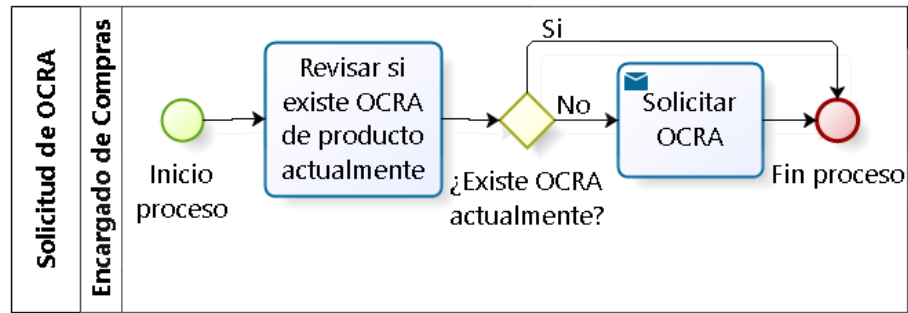 Solicitud de OCRA
Encargado de Compras
Inicio
proceso
Revisar si
existe OCRA
de producto
actualmente
¿Existe OCRA
actualmente?
Si
No
Solicitar
OCRA
Fin proceso